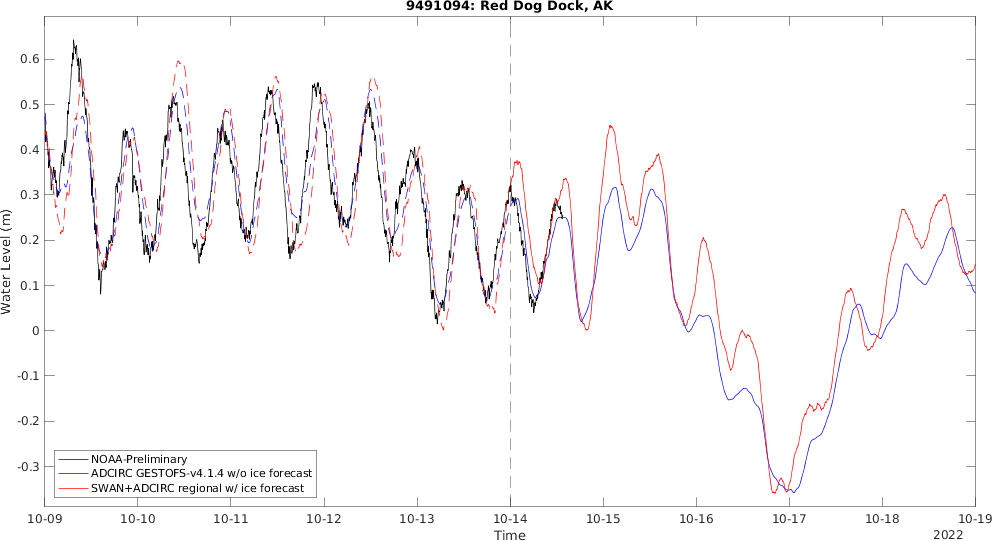 9491094: Red Dog Dock, AK
Water Level (m)
0.6
0.5
0.4
0.3
0.2
0.1
0
-0.1
-0.2
-0.3
NOAA-Preliminary
ADCIRC GESTOFS-v4.1.4 w/o ice forecast
SWAN+ADCIRC regional w/ ice forecast
10-09 10-10 10-11 10-12 10-13 10-14 10-15 10-16 10-17 10-18 10-19
Time
2022